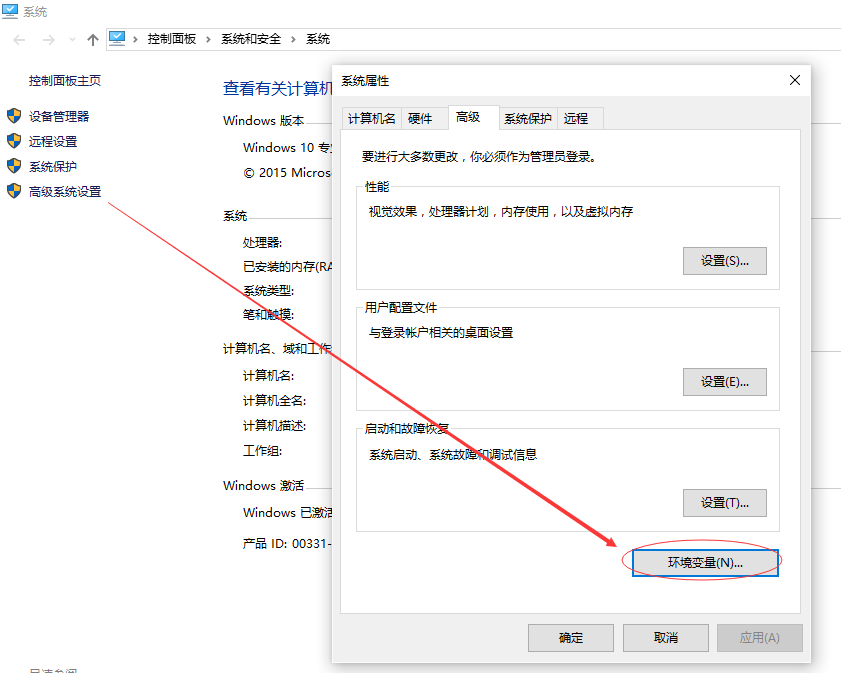 系统
控制面板 › 系统和安全 › 系统
控制面板主页
设备管理器
远程设置
系统保护
高级系统设置
查看有关计算机
Windows 版本
Windows 10 专
© 2015 Micros
系统
处理器:
已安装的内存(RA
系统类型:
笔和触摸:
计算机名、域和工作
计算机名:
计算机全名:
计算机描述:
工作组:
Windows 激活
Windows 已激活
产品 ID: 00331-
系统属性
计算机名 硬件 高级 系统保护 远程
要进行大多数更改，你必须作为管理员登录。
性能
视觉效果，处理器计划，内存使用，以及虚拟内存
设置(S)...
用户配置文件
与登录帐户相关的桌面设置
设置(E)...
启动和故障恢复
系统启动、系统故障和调试信息
设置(T)...
环境变量(N)...
确定 取消 应用(A)